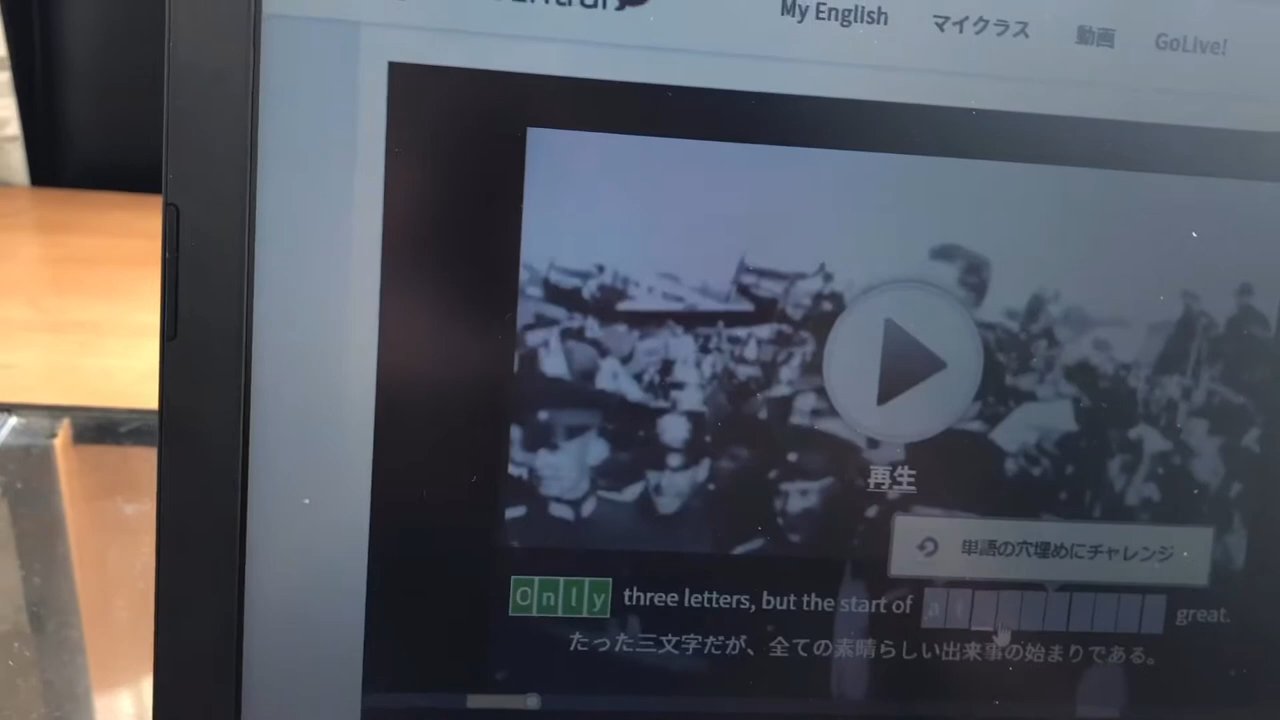 My English マイクラス 動画 GoLive!
再生
単語の穴埋めにチャレンジ
Only three letters, but the start of a great.
たった三文字だが、全ての素晴らしい出来事の始まりである。